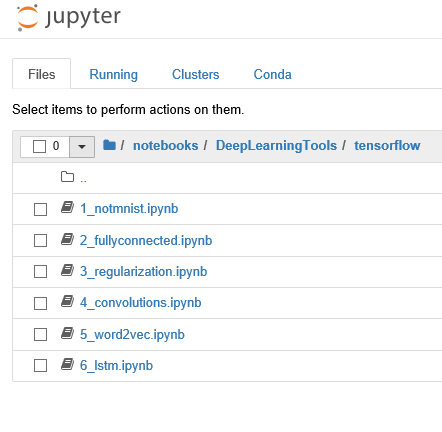 jupyter
Files Running Clusters Conda
Select items to perform actions on them.
0 / notebooks / DeepLearningTools / tensorflow
..
1_notmnist.ipynb
2_fullyconnected.ipynb
3_regularization.ipynb
4_convolutions.ipynb
5_word2vec.ipynb
6_lstm.ipynb